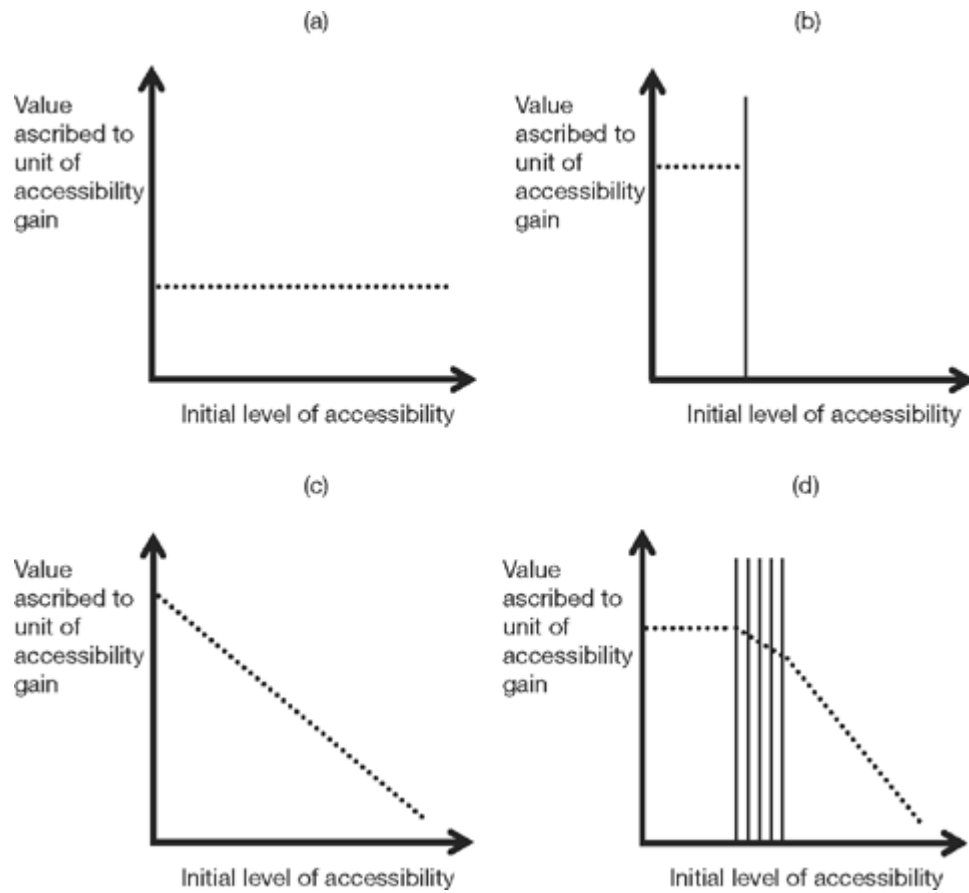 (a)
Value
ascribed to
unit of
accessibility
gain
Initial level of accessibility
(b)
Value
ascribed to
unit of
accessibility
gain
Initial level of accessibility
(c)
Value
ascribed to
unit of
accessibility
gain
Initial level of accessibility
(d)
Value
ascribed to
unit of
accessibility
gain
Initial level of accessibility